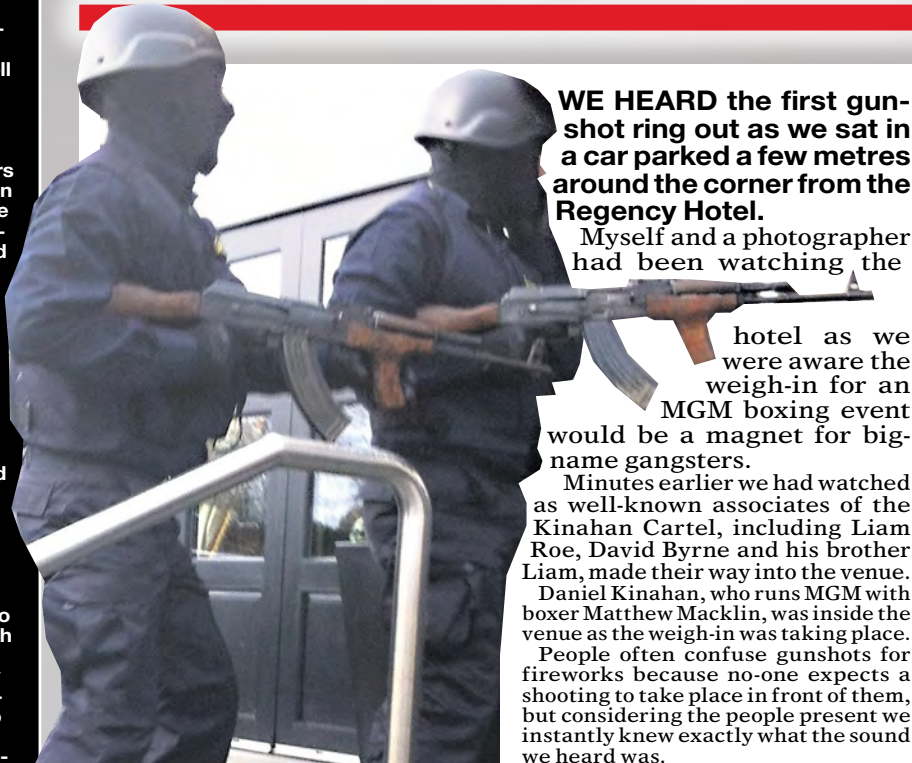 ll
rs
n
e
-
d
d
o
h
-
WE HEARD the first gun-
shot ring out as we sat in
a car parked a few metres
around the corner from the
Regency Hotel.
Myself and a photographer
had been watching the
hotel as we
were aware the
weigh-in for an
MGM boxing event
would be a magnet for big-
name gangsters.
Minutes earlier we had watched
as well-known associates of the
Kinahan Cartel, including Liam
Roe, David Byrne and his brother
Liam, made their way into the venue.
Daniel Kinahan, who runs MGM with
boxer Matthew Macklin, was inside the
venue as the weigh-in was taking place.
People often confuse gunshots for
fireworks because no-one expects a
shooting to take place in front of them,
but considering the people present we
instantly knew exactly what the sound
we heard was.